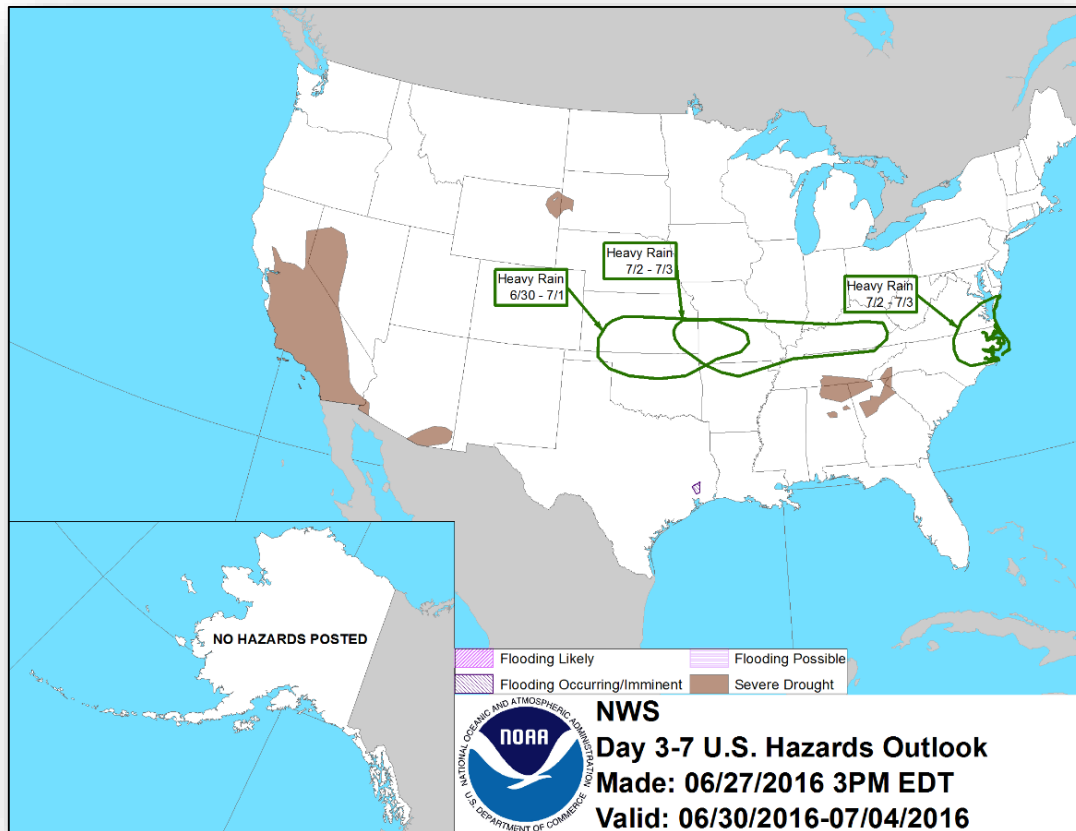 Heavy Rain
7/2 - 7/3
Heavy Rain
6/30 - 7/1
Heavy Rain
7/2 - 7/3
NO HAZARDS POSTED
Flooding Likely
Flooding Possible
Flooding Occurring/Imminent
Severe Drought
NATIONAL OCEANIC AND ATMOSPHERIC ADMINISTRATION
NOAA
U.S. DEPARTMENT OF COMMERCE
NWS
Day 3-7 U.S. Hazards Outlook
Made: 06/27/2016 3PM EDT
Valid: 06/30/2016-07/04/2016